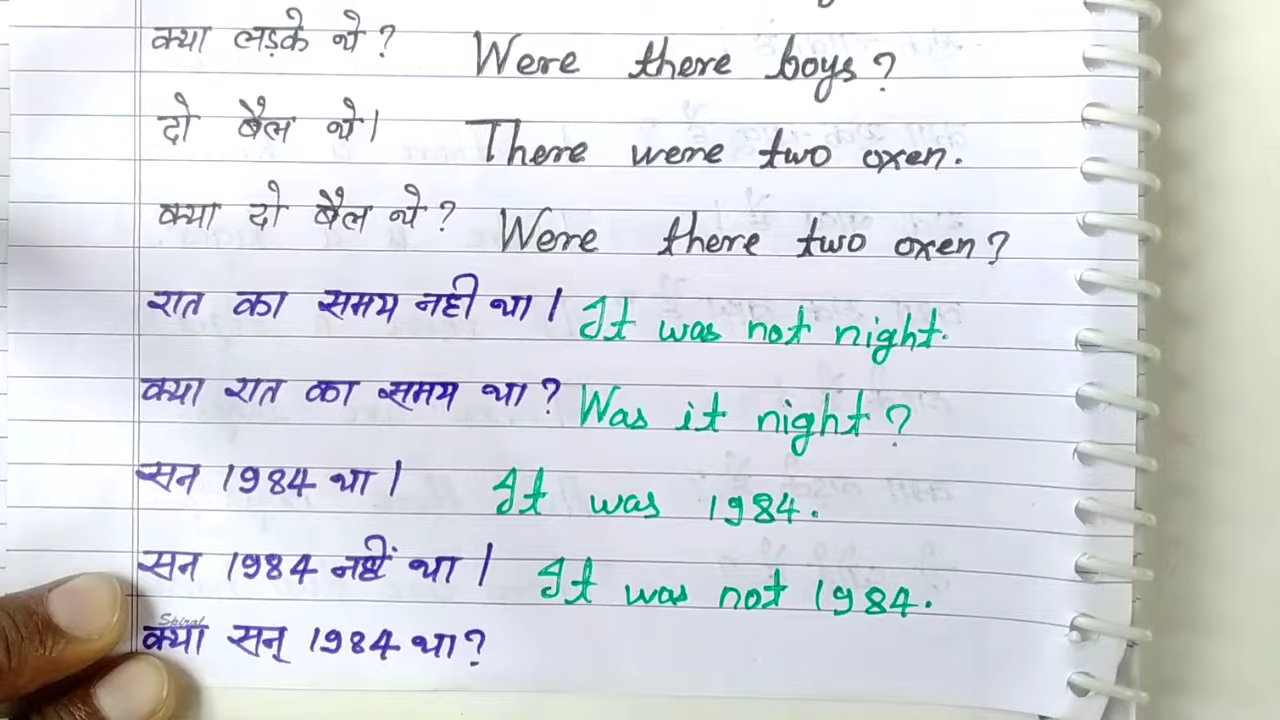 क्या लड़के थे? Were there boys?
दो बैल थे। There were two oxen.
क्या दो बैल थे? Were there two oxen?
रात का समय नही था। It was not night.
क्या रात का समय था? Was it night?
सन 1984 था। It was 1984.
सन 1984 नहीं था। It was not 1984.
Spiral
क्या सन् 1984 था?